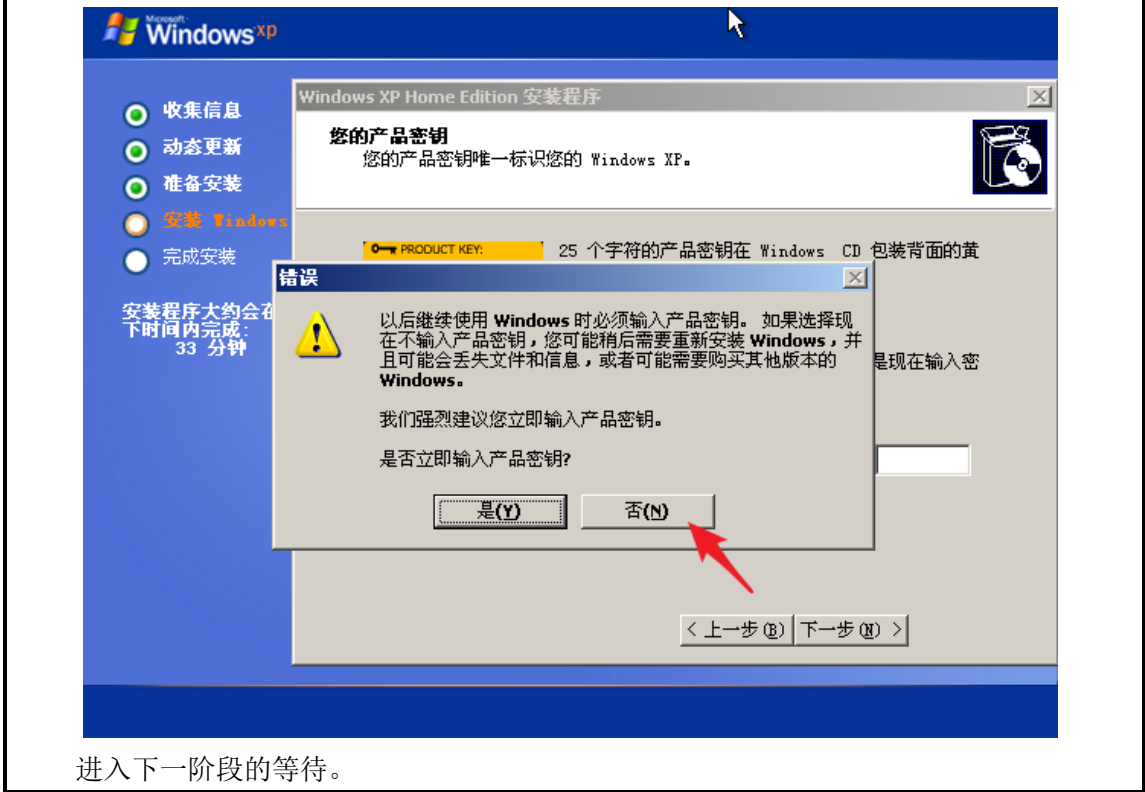 Microsoft
Windows xp
收集信息
动态更新
准备安装
安装 Windows
完成安装
安装程序大约会在
下时间内完成:
33 分钟
Windows XP Home Edition 安装程序
您的产品密钥
您的产品密钥唯一标识您的 Windows XP。
PRODUCT KEY: 25 个字符的产品密钥在 Windows CD 包装背面的黄
是现在输入密
错误
以后继续使用 Windows 时必须输入产品密钥。 如果选择现
在不输入产品密钥，您可能稍后需要重新安装 Windows，并
且可能会丢失文件和信息，或者可能需要购买其他版本的
Windows。
我们强烈建议您立即输入产品密钥。
是否立即输入产品密钥?
是(Y) 否(N)
< 上一步(B) 下一步(N) >
进入下一阶段的等待。